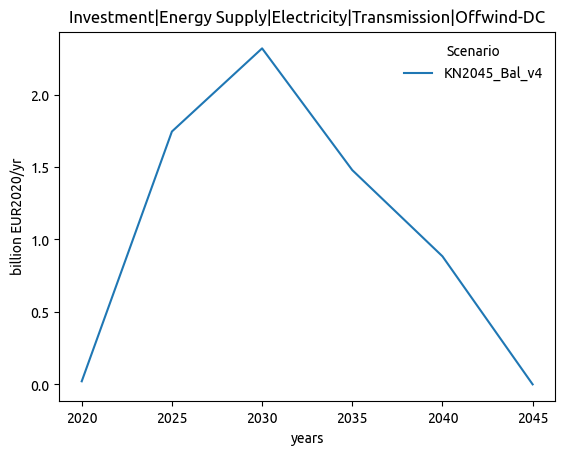 Investment|Energy Supply|Electricity|Transmission|Offwind-DC
Scenario
KN2045_Bal_v4
billion EUR2020/yr
2.0
1.5
1.0
0.5
0.0
2020 2025 2030 2035 2040 2045
years